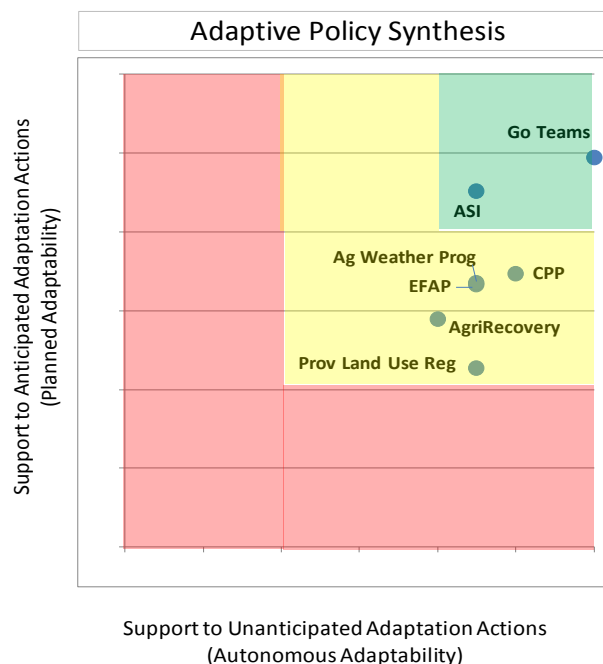 Adaptive Policy Synthesis
Support to Anticipated Adaptation Actions
(Planned Adaptability)
Go Teams
ASI
Ag Weather Prog
EFAP
CPP
AgriRecovery
Prov Land Use Reg
Support to Unanticipated Adaptation Actions
(Autonomous Adaptability)